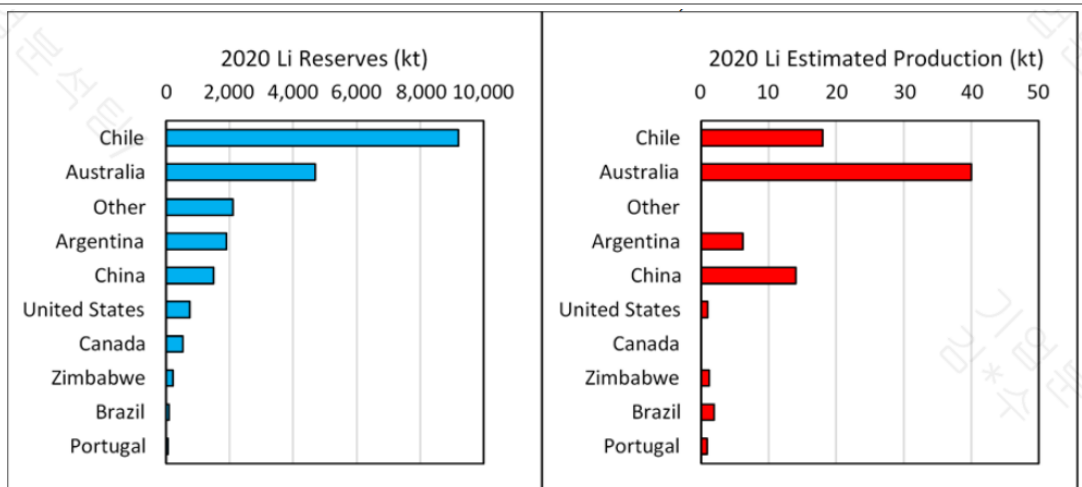 2020 Li Reserves (kt)
0 2,000 4,000 6,000 8,000 10,000
Chile
Australia
Other
Argentina
China
United States
Canada
Zimbabwe
Brazil
Portugal
2020 Li Estimated Production (kt)
0 10 20 30 40 50
Chile
Australia
Other
Argentina
China
United States
Canada
Zimbabwe
Brazil
Portugal